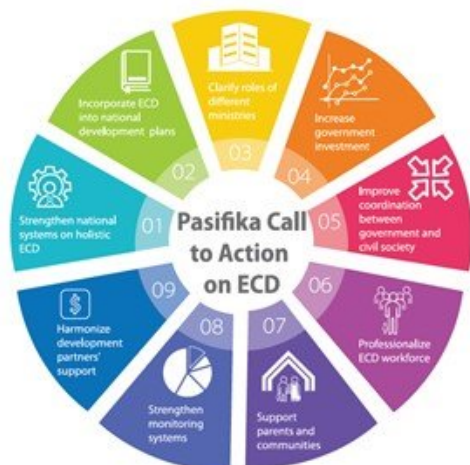 Pasifika Call
to Action
on ECD
01
Strengthen national
systems on holistic
ECD
02
Incorporate ECD
into national
development plans
03
Clarify roles of
different
ministries
04
Increase
government
investment
05
Improve
coordination
between
government and
civil society
06
Professionalize
ECD workforce
07
Support
parents and
communities
08
Strengthen
monitoring
systems
09
$
Harmonize
development
partners'
support